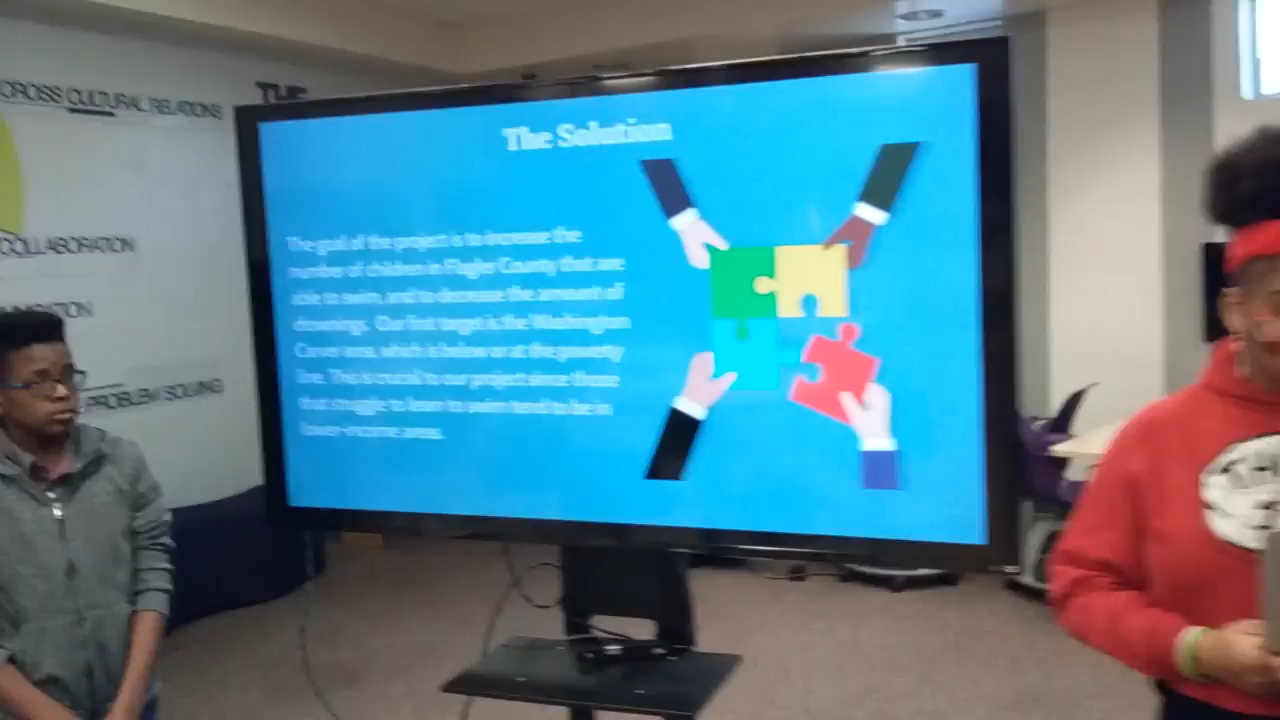 CROSS CULTURAL RELATIONS
THE
COLLABORATION
PROBLEM SOLVING
The Solution
The goal of the project is to increase the
number of children in Flagler County that are
able to swim, and to decrease the amount of
drownings. Our first target is the Washington
Carver area, which is below or at the poverty
line. This is crucial to our project since those
that struggle to learn to swim tend to be in
lower-income areas.